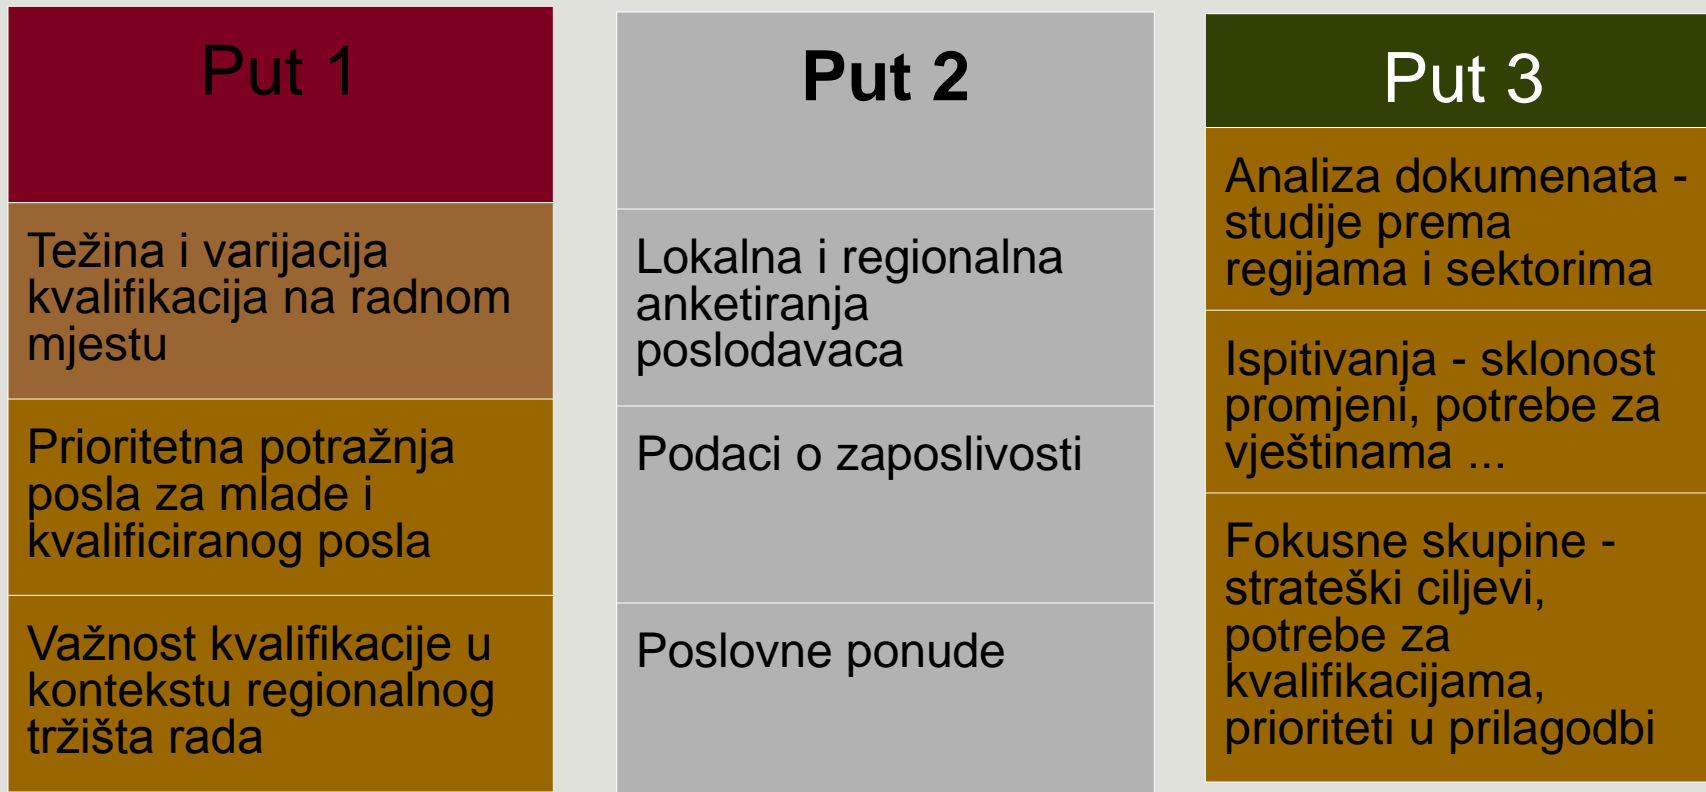 Put 1
Težina i varijacija
kvalifikacija na radnom
mjestu
Prioritetna potražnja
posla za mlade i
kvalificiranog posla
Važnost kvalifikacije u
kontekstu regionalnog
tržišta rada
Put 2
Lokalna i regionalna
anketiranja
poslodavaca
Podaci o zaposlivosti
Poslovne ponude
Put 3
Analiza dokumenata -
studije prema
regijama i sektorima
Ispitivanja - sklonost
promjeni, potrebe za
vještinama ...
Fokusne skupine -
strateški ciljevi,
potrebe za
kvalifikacijama,
prioriteti u prilagodbi